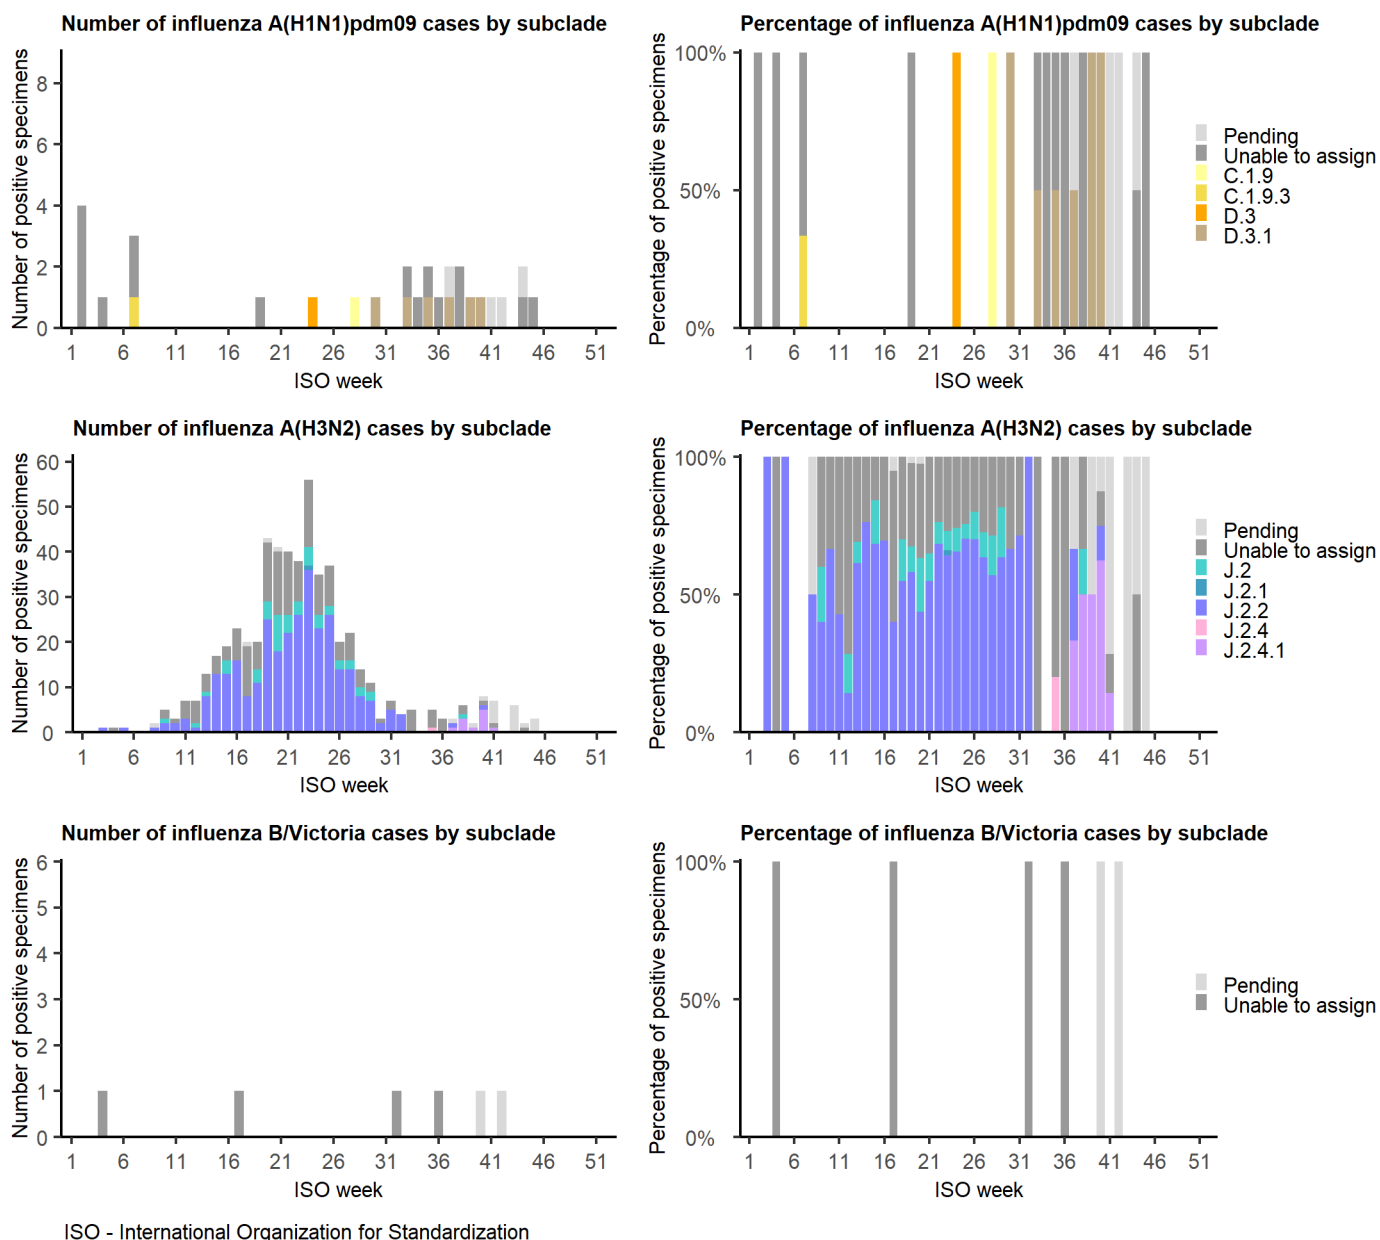 Number of influenza A(H1N1)pdm09 cases by subclade
Number of positive specimens
8
6
4
2
0
1 6 11 16 21 26 31 36 41 46 51
ISO week
Percentage of influenza A(H1N1)pdm09 cases by subclade
Percentage of positive specimens
100%
50%
0%
1 6 11 16 21 26 31 36 41 46 51
ISO week
Pending
Unable to assign
C.1.9
C.1.9.3
D.3
D.3.1
Number of influenza A(H3N2) cases by subclade
Number of positive specimens
60
50
40
30
20
10
0
1 6 11 16 21 26 31 36 41 46 51
ISO week
Percentage of influenza A(H3N2) cases by subclade
Percentage of positive specimens
100%
50%
0%
1 6 11 16 21 26 31 36 41 46 51
ISO week
Pending
Unable to assign
J.2
J.2.1
J.2.2
J.2.4
J.2.4.1
Number of influenza B/Victoria cases by subclade
Number of positive specimens
6
5
4
3
2
1
0
1 6 11 16 21 26 31 36 41 46 51
ISO week
Percentage of influenza B/Victoria cases by subclade
Percentage of positive specimens
100%
50%
0%
1 6 11 16 21 26 31 36 41 46 51
ISO week
Pending
Unable to assign
ISO - International Organization for Standardization